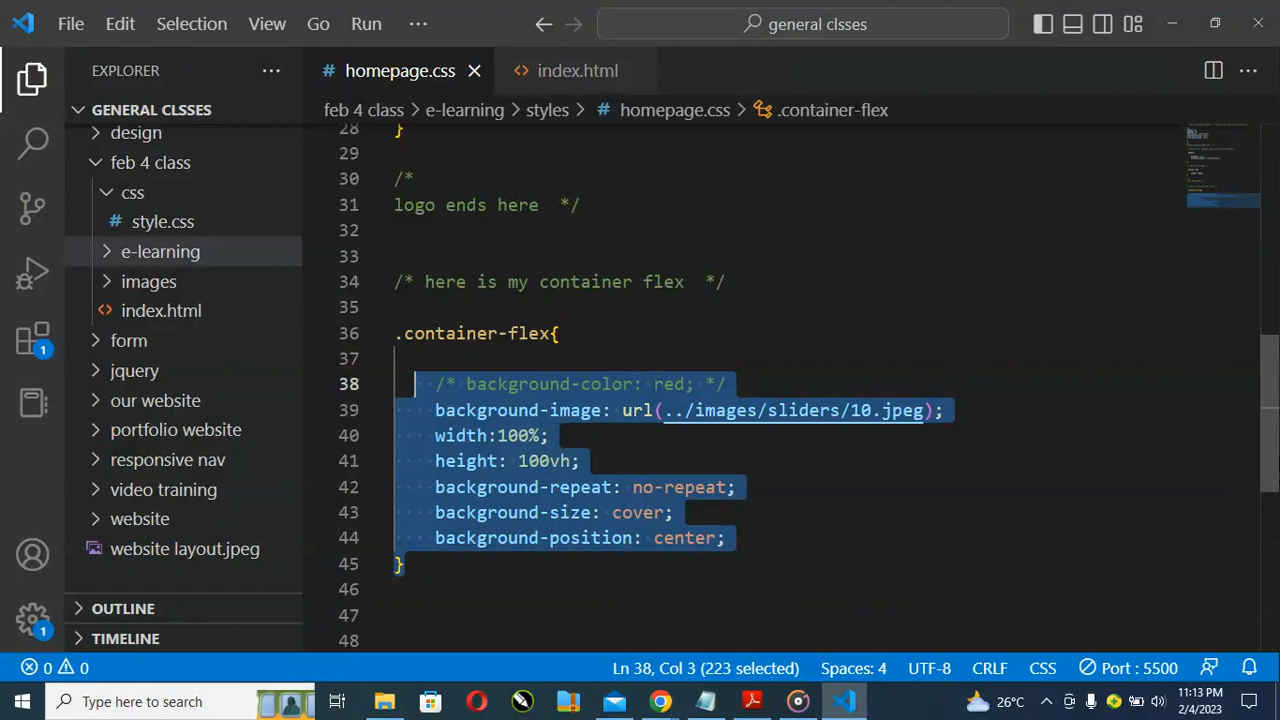 File Edit Selection View Go Run ··· general clsses
EXPLORER ···
# homepage.css
<> index.html
GENERAL CLSSES
feb 4 class > e-learning > styles > # homepage.css > .container-flex
design
feb 4 class
css
# style.css
e-learning
images
<> index.html
form
jquery
our website
portfolio website
responsive nav
video training
website
website layout.jpeg
OUTLINE
TIMELINE
1
1
28 }
29
30 /*
31 logo ends here */
32
33
34 /* here is my container flex */
35
36 .container-flex{
37
38 /* background-color: red; */
39 background-image: url(../images/sliders/10.jpeg);
40 width:100%;
41 height: 100vh;
42 background-repeat: no-repeat;
43 background-size: cover;
44 background-position: center;
45 }
46
47
48
0 0 Ln 38, Col 3 (223 selected) Spaces: 4 UTF-8 CRLF CSS Port : 5500
Type here to search 26°C 11:13 PM
2/4/2023